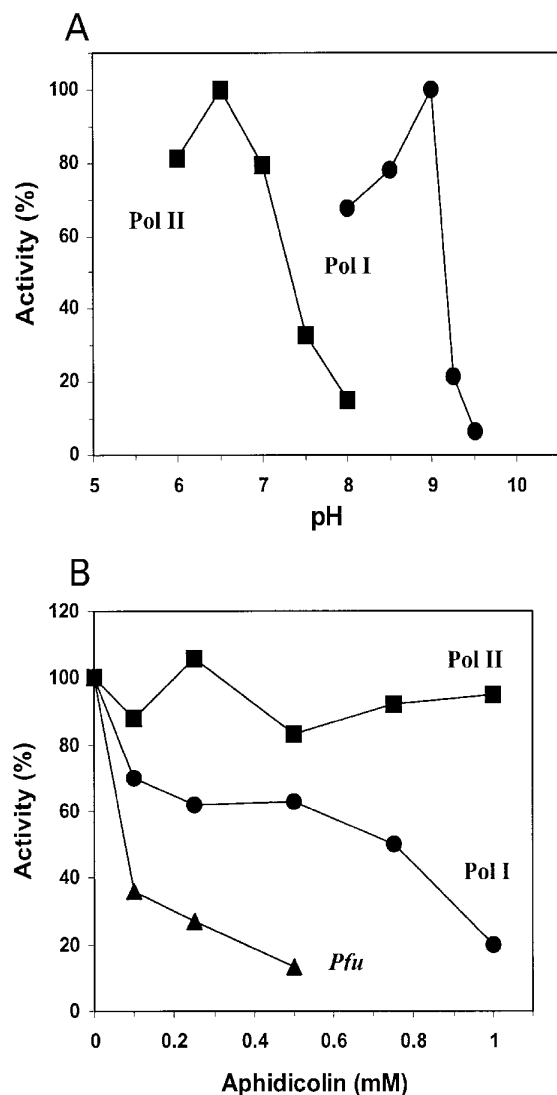 A
100
80
60
40
20
0
Activity (%)
Pol II
Pol I
5 6 7 8 9 10
pH
B
120
100
80
60
40
20
0
Activity (%)
Pol II
Pol I
Pfu
0 0.2 0.4 0.6 0.8 1
Aphidicolin (mM)